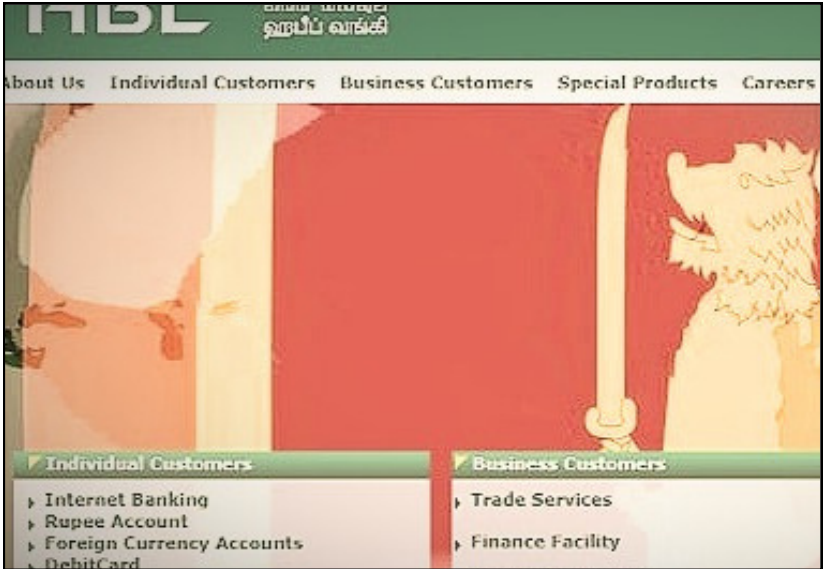 HBL
ஹபீப் வங்கி
About Us Individual Customers Business Customers Special Products Careers
Individual Customers
Internet Banking
Rupee Account
Foreign Currency Accounts
DebitCard
Business Customers
Trade Services
Finance Facility